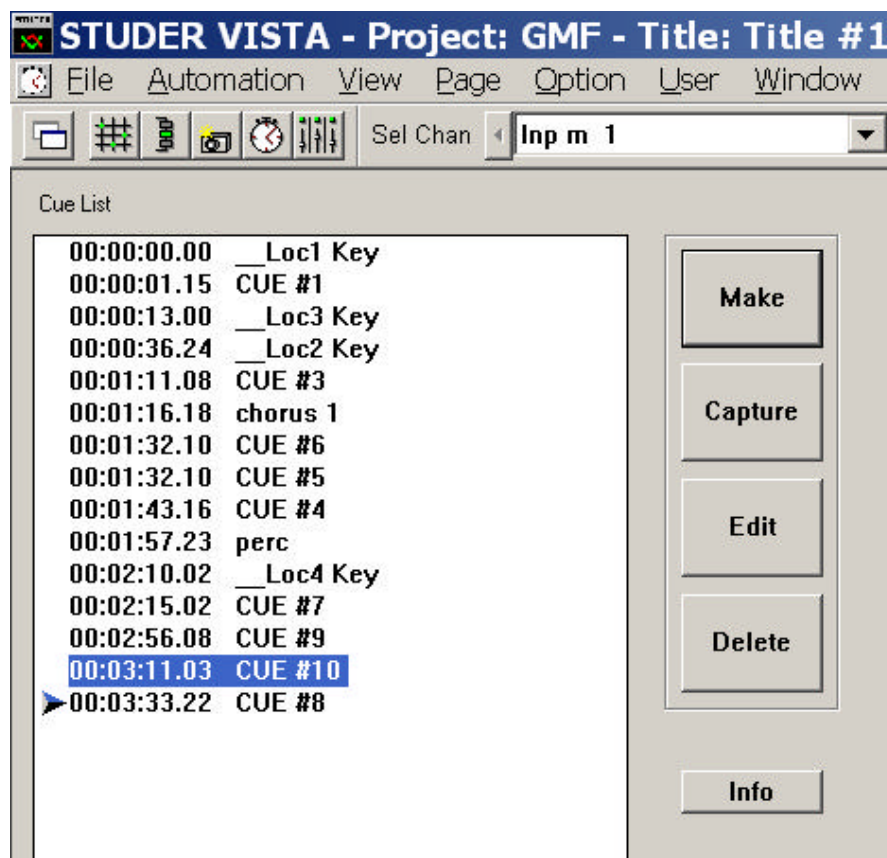 STUDER VISTA - Project: GMF - Title: Title #1
File Automation View Page Option User Window
Sel Chan Inp m 1
Cue List
00:00:00.00 __Loc1 Key
00:00:01.15 CUE #1
00:00:13.00 __Loc3 Key
00:00:36.24 __Loc2 Key
00:01:11.08 CUE #3
00:01:16.18 chorus 1
00:01:32.10 CUE #6
00:01:32.10 CUE #5
00:01:43.16 CUE #4
00:01:57.23 perc
00:02:10.02 __Loc4 Key
00:02:15.02 CUE #7
00:02:56.08 CUE #9
00:03:11.03 CUE #10
00:03:33.22 CUE #8
Make
Capture
Edit
Delete
Info